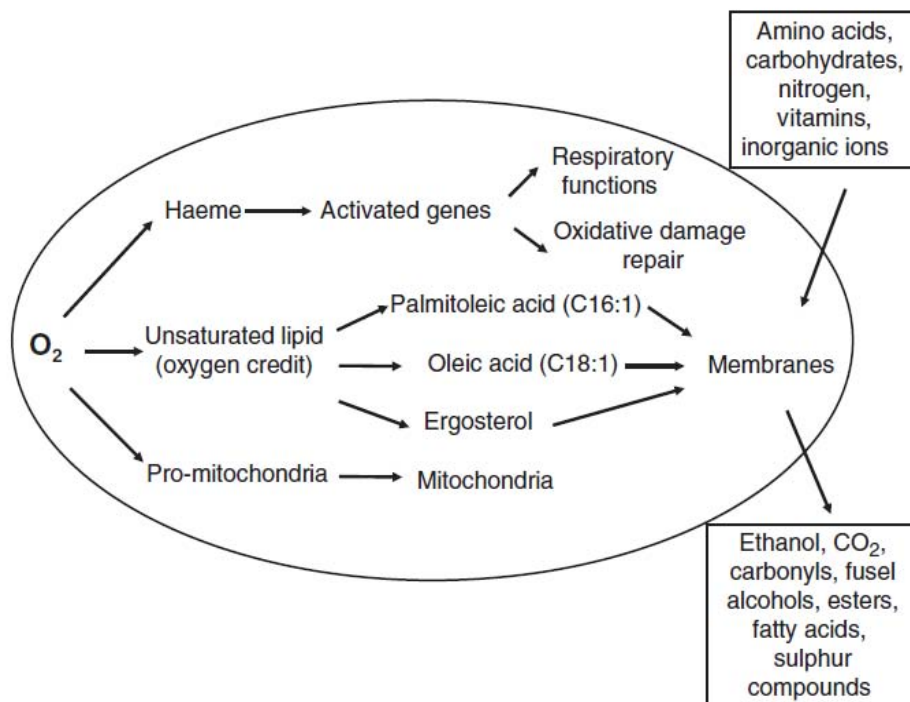 Amino acids,
carbohydrates,
nitrogen,
vitamins,
inorganic ions
Respiratory
functions
Haeme
Activated genes
Oxidative damage
repair
Palmitoleic acid (C16:1)
O₂
Unsaturated lipid
(oxygen credit)
Oleic acid (C18:1)
Membranes
Ergosterol
Pro-mitochondria
Mitochondria
Ethanol, CO₂,
carbonyls, fusel
alcohols, esters,
fatty acids,
sulphur
compounds